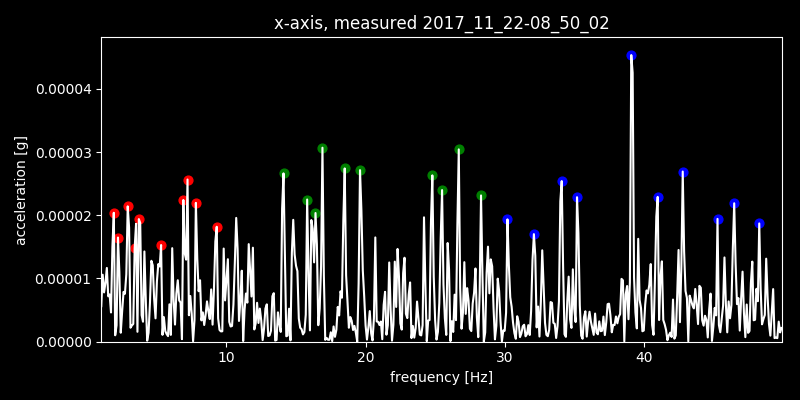 x-axis, measured 2017_11_22-08_50_02
acceleration [g]
0.00004
0.00003
0.00002
0.00001
0.00000
10 20 30 40
frequency [Hz]